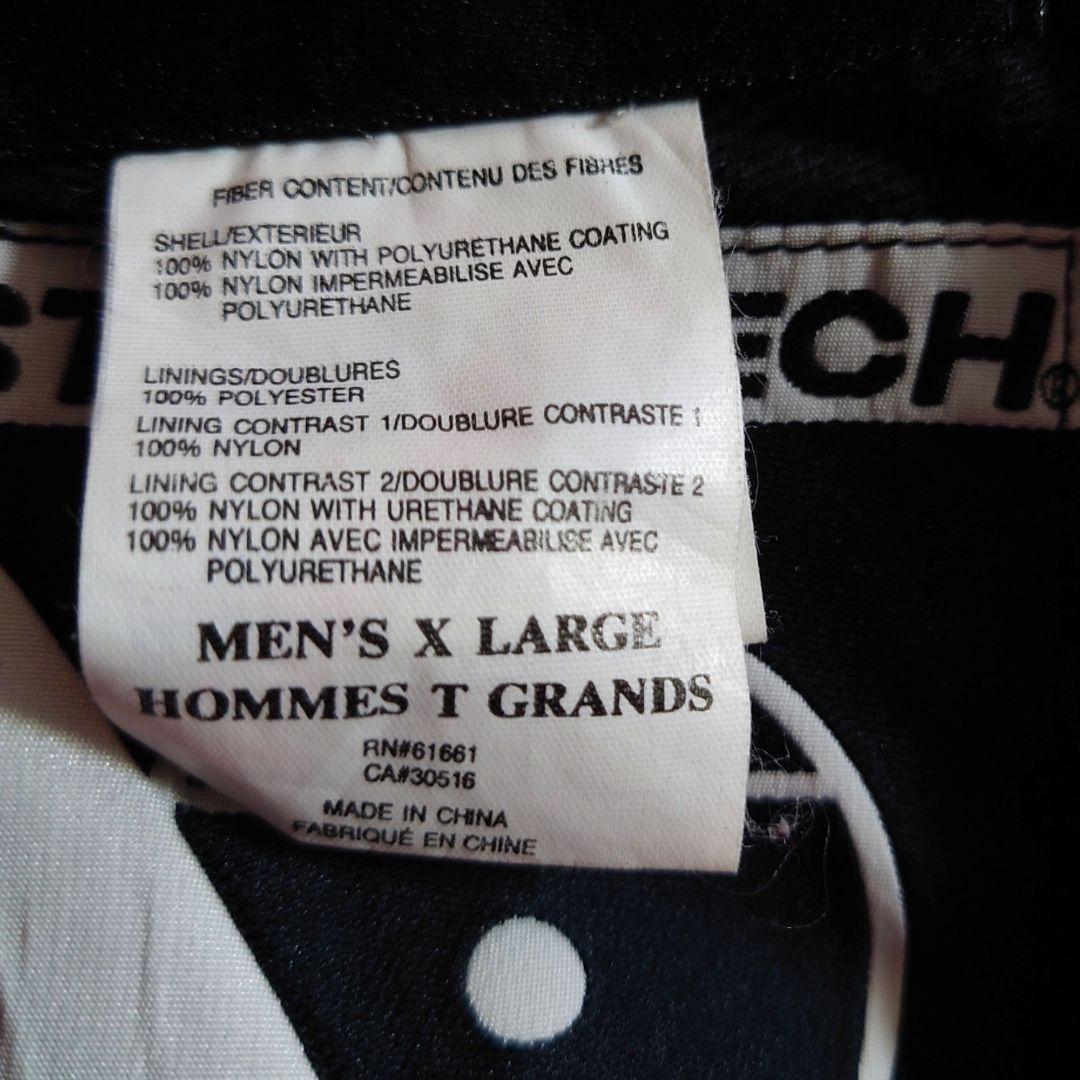 FIBER CONTENT/CONTENU DES FIBRES
SHELL/EXTERIEUR
100% NYLON WITH POLYURETHANE COATING
100% NYLON IMPERMEABILISE AVEC
POLYURETHANE
LININGS/DOUBLURES
100% POLYESTER
LINING CONTRAST 1/DOUBLURE CONTRASTE 1
100% NYLON
LINING CONTRAST 2/DOUBLURE CONTRASTE 2
100% NYLON WITH URETHANE COATING
100% NYLON AVEC IMPERMEABILISE AVEC
POLYURETHANE
MEN'S X LARGE
HOMMES T GRANDS
RN#61661
CA#30516
MADE IN CHINA
FABRIQUÉ EN CHINE